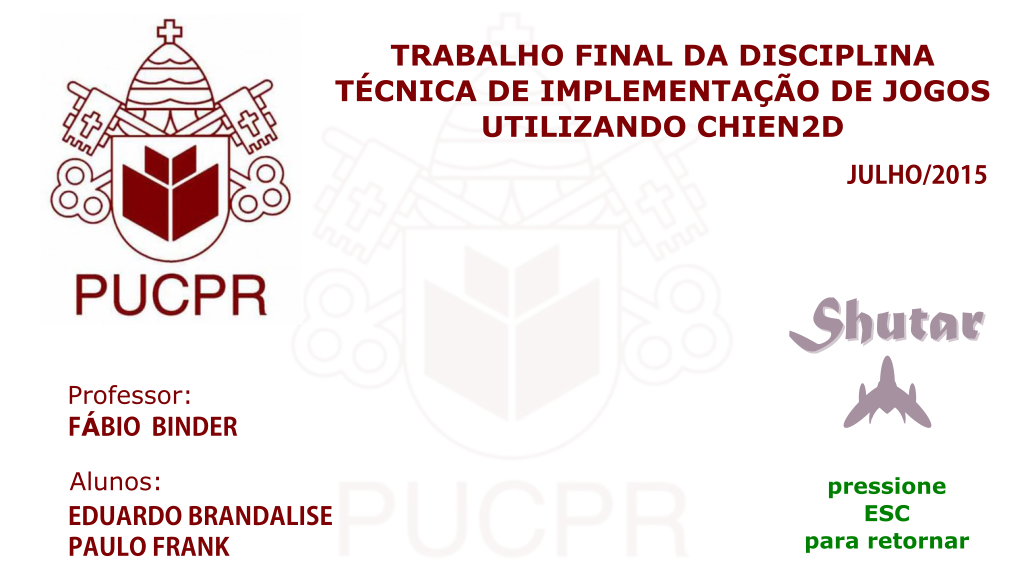 TRABALHO FINAL DA DISCIPLINA
TÉCNICA DE IMPLEMENTAÇÃO DE JOGOS
UTILIZANDO CHIEN2D
JULHO/2015
PUCPR
Shutar
Professor:
FÁBIO BINDER
Alunos:
EDUARDO BRANDALISE
PAULO FRANK
PUCPR
pressione
ESC
para retornar